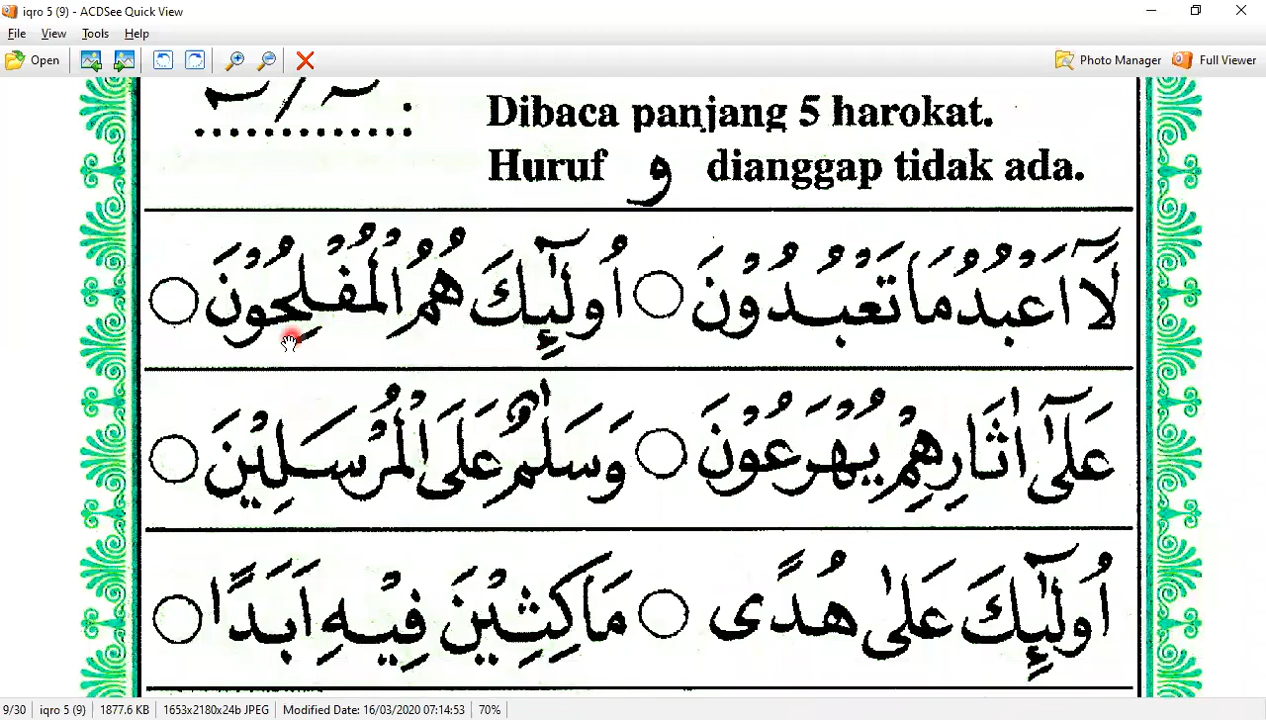 iqro 5 (9) - ACDSee Quick View
File View Tools Help
Open Photo Manager Full Viewer
Dibaca panjang 5 harokat.
Huruf و dianggap tidak ada.
لَآ اَعْبُدُ مَا تَعْبُدُوْنَ ○ اُولٰٓئِكَ هُمُ الْمُفْلِحُوْنَ ○
عَلٰٓى اٰثَارِهِمْ يُهْرَعُوْنَ ○ وَسَلٰمٌ عَلَى الْمُرْسَلِيْنَ ○
اُولٰٓئِكَ عَلٰى هُدًى ○ مَاكِثِيْنَ فِيْهِ اَبَدًا ○
9/30 iqro 5 (9) 1877.6 KB 1653x2180x24b JPEG Modified Date: 16/03/2020 07:14:53 70%